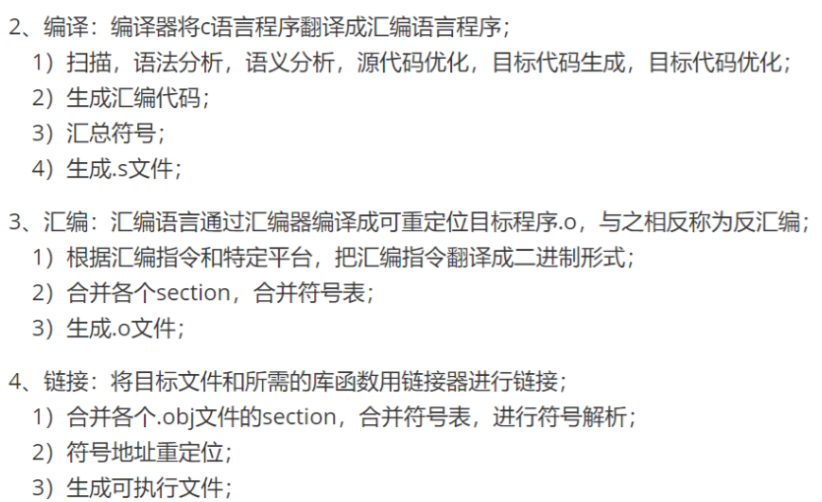 2、编译：编译器将c语言程序翻译成汇编语言程序；
1）扫描，语法分析，语义分析，源代码优化，目标代码生成，目标代码优化；
2）生成汇编代码；
3）汇总符号；
4）生成.s文件；
3、汇编：汇编语言通过汇编器编译成可重定位目标程序.o，与之相反称为反汇编；
1）根据汇编指令和特定平台，把汇编指令翻译成二进制形式；
2）合并各个section，合并符号表；
3）生成.o文件；
4、链接：将目标文件和所需的库函数用链接器进行链接；
1）合并各个.obj文件的section，合并符号表，进行符号解析；
2）符号地址重定位；
3）生成可执行文件；